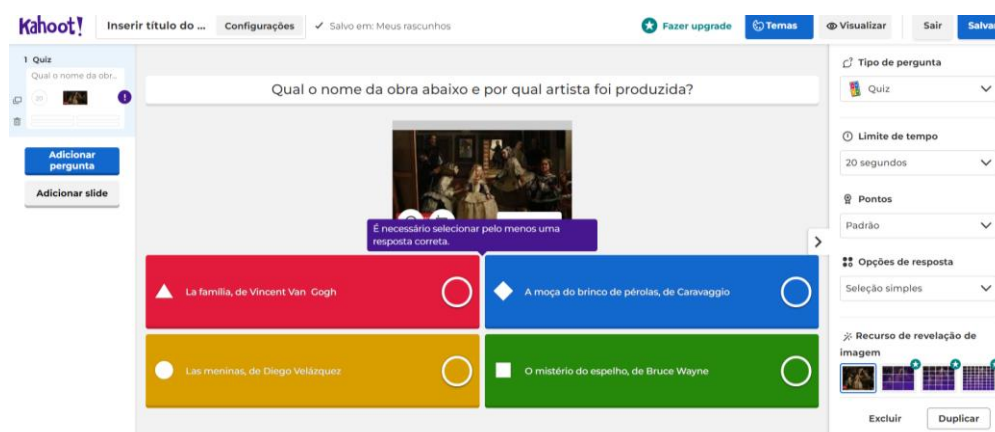 Kahoot!
Inserir título do ...
Configurações
Salvo em: Meus rascunhos
Fazer upgrade
Temas
Visualizar
Sair
Salvar
1 Quiz
Qual o nome da obr...
20
Adicionar
pergunta
Adicionar slide
Qual o nome da obra abaixo e por qual artista foi produzida?
É necessário selecionar pelo menos uma
resposta correta.
La família, de Vincent Van Gogh
A moça do brinco de pérolas, de Caravaggio
Las meninas, de Diego Velázquez
O mistério do espelho, de Bruce Wayne
Tipo de pergunta
Quiz
Limite de tempo
20 segundos
Pontos
Padrão
Opções de resposta
Seleção simples
Recurso de revelação de
imagem
Excluir
Duplicar